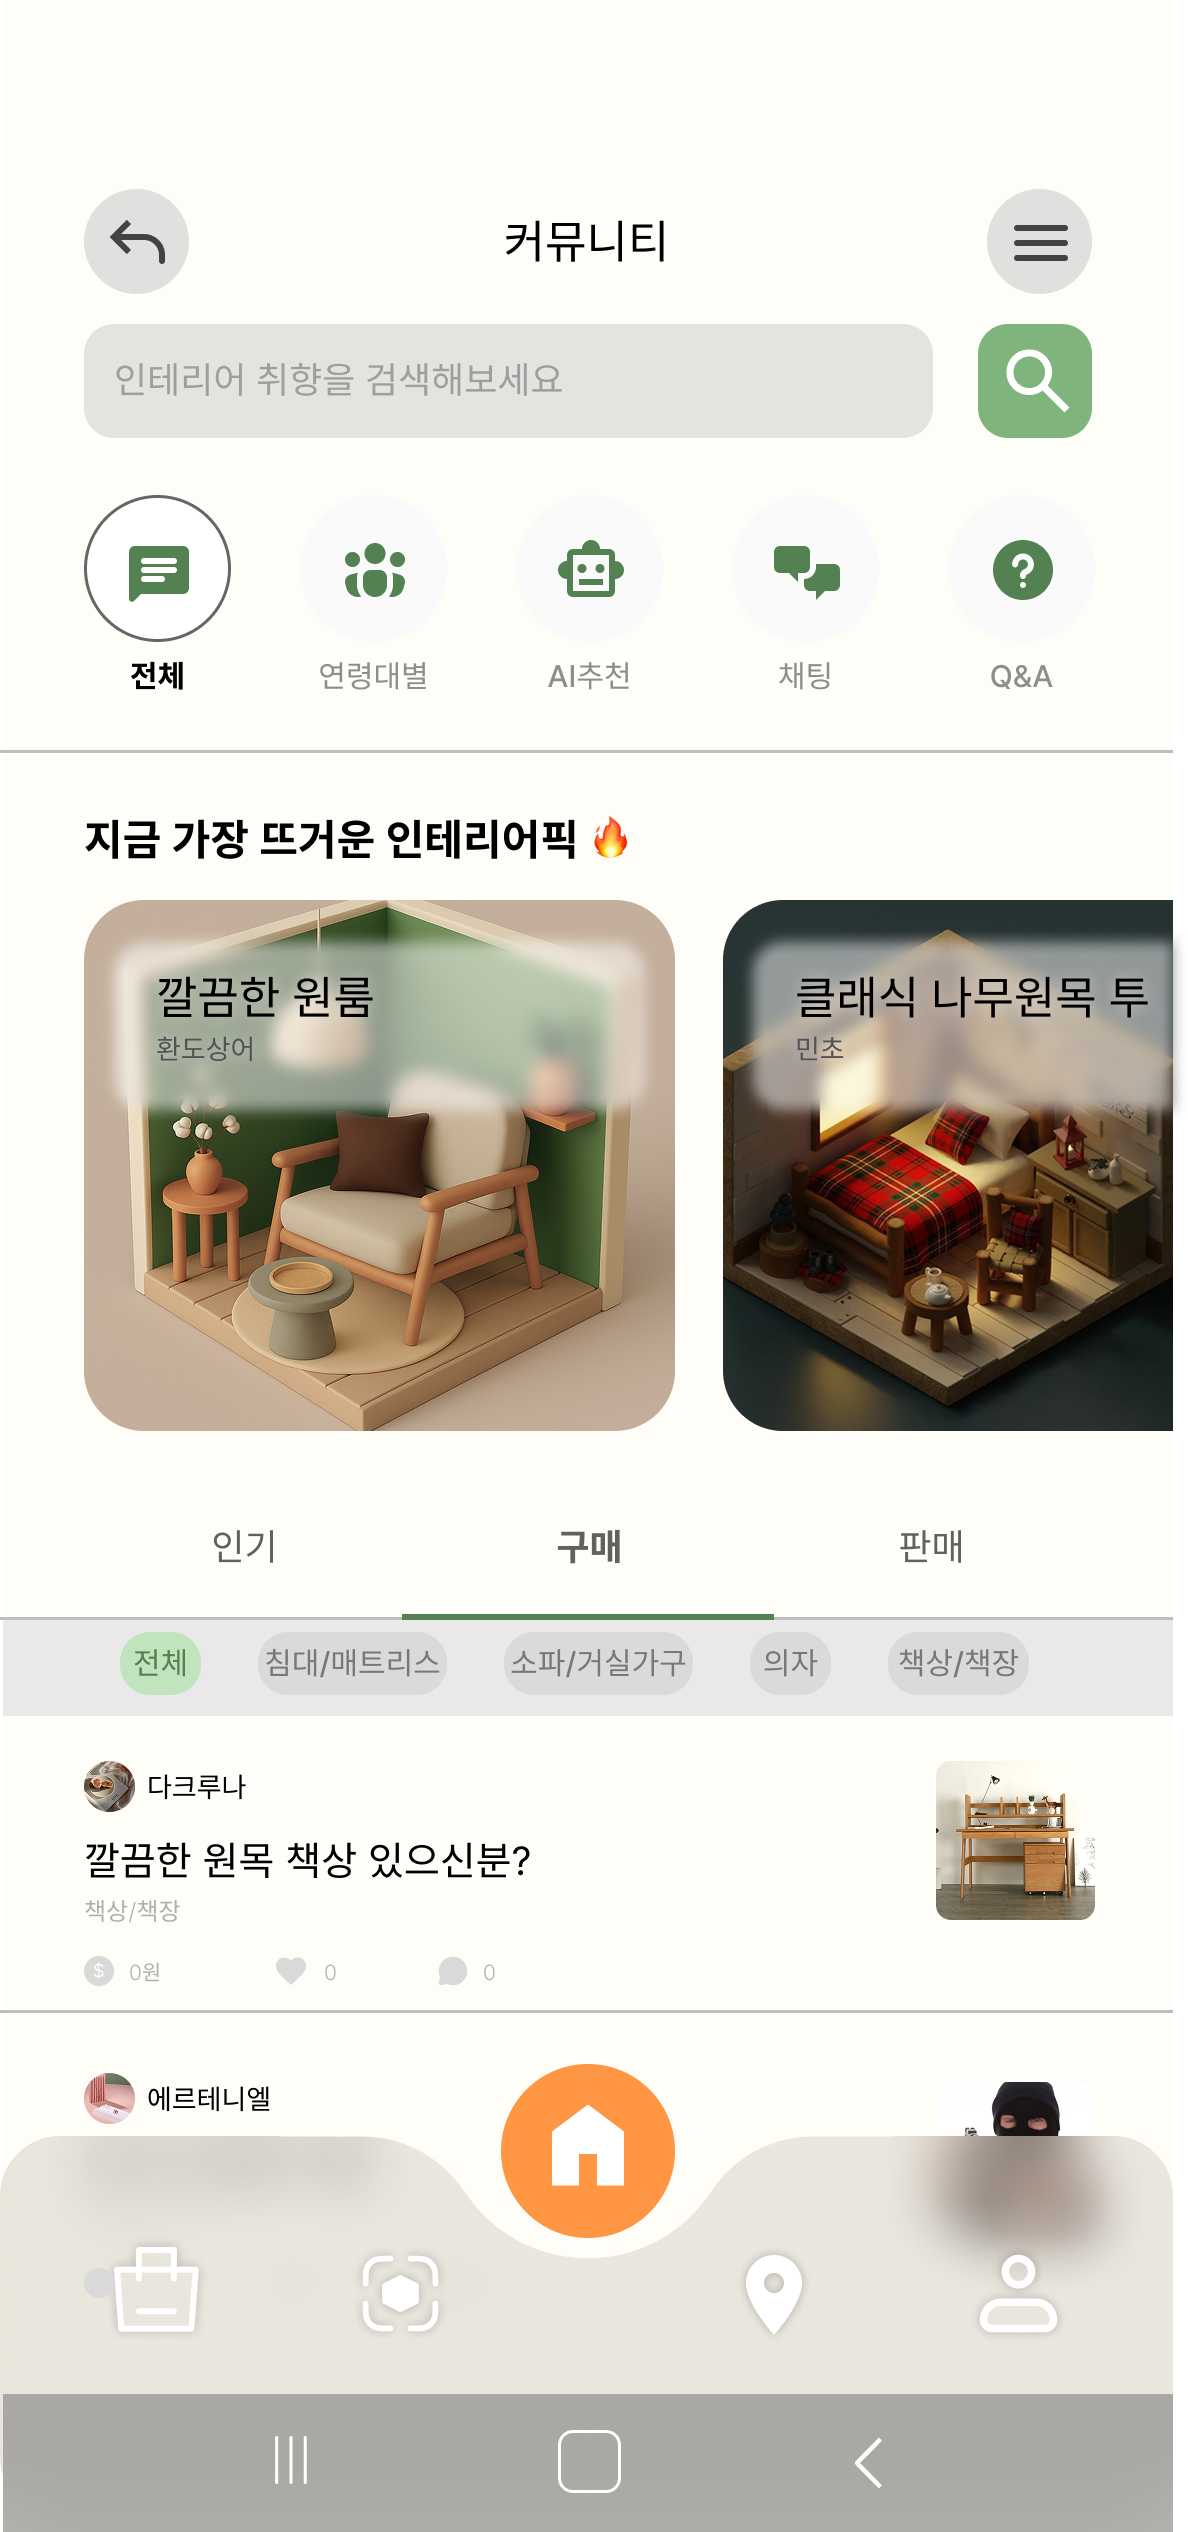 커뮤니티
인테리어 취향을 검색해보세요
전체
연령대별
AI추천
채팅
Q&A
지금 가장 뜨거운 인테리어픽 🔥
깔끔한 원룸
환도상어
클래식 나무원목 투
민초
인기
구매
판매
전체
침대/매트리스
소파/거실가구
의자
책상/책장
다크루나
깔끔한 원목 책상 있으신분?
책상/책장
$ 0원
0
0
에르테니엘